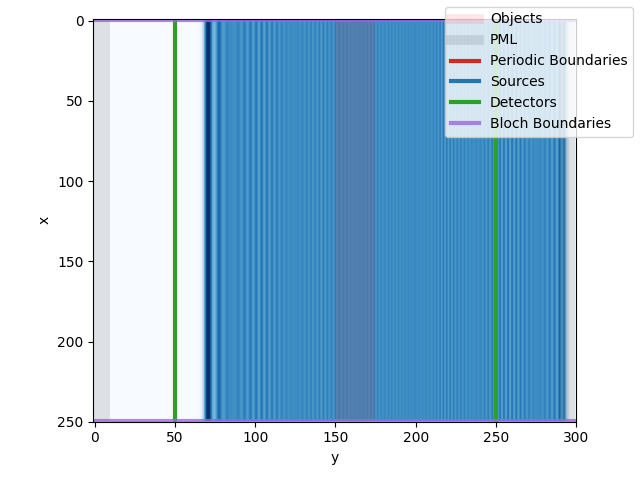 Objects
PML
Periodic Boundaries
Sources
Detectors
Bloch Boundaries
0
50
100
150
200
250
x
0 50 100 150 200 250 300
y